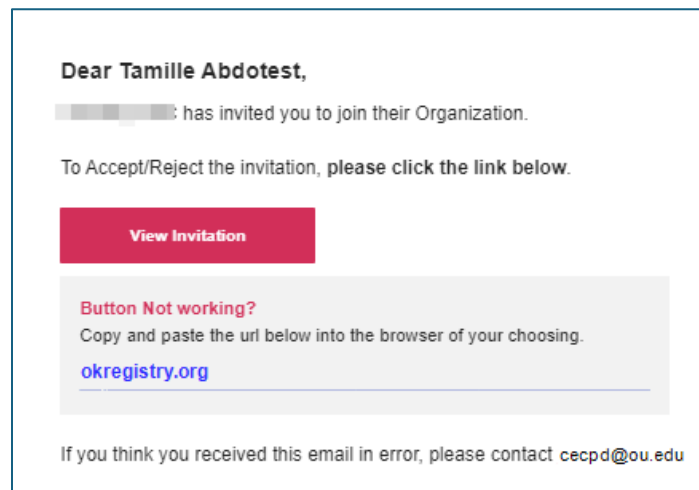 Dear Tamille Abdotest,
has invited you to join their Organization.
To Accept/Reject the invitation, please click the link below.
View Invitation
Button Not working?
Copy and paste the url below into the browser of your choosing.
okregistry.org
If you think you received this email in error, please contact cecpd@ou.edu